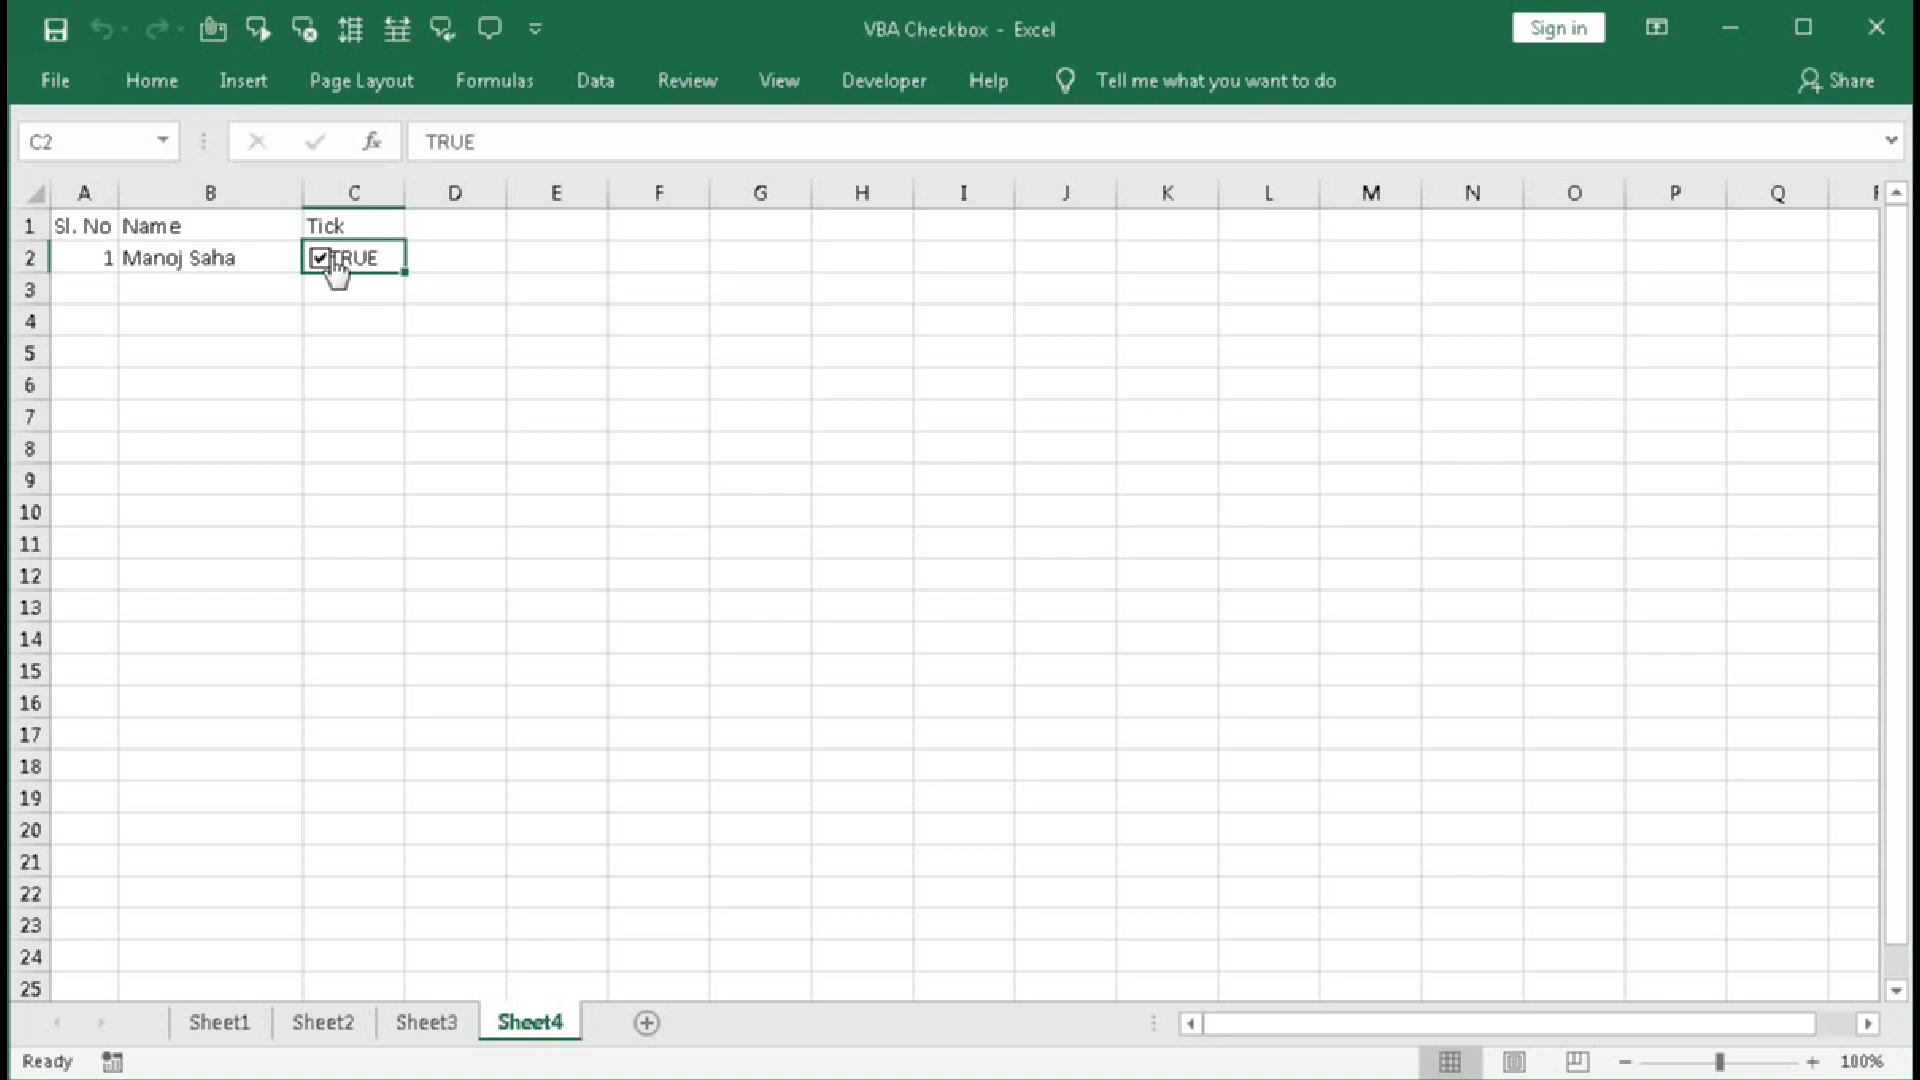 VBA Checkbox - Excel
Sign in
File Home Insert Page Layout Formulas Data Review View Developer Help Tell me what you want to do Share
C2 fx TRUE
A B C D E F G H I J K L M N O P Q
1 Sl. No Name Tick
2 1 Manoj Saha TRUE
3
4
5
6
7
8
9
10
11
12
13
14
15
16
17
18
19
20
21
22
23
24
25
Sheet1 Sheet2 Sheet3 Sheet4
Ready 100%